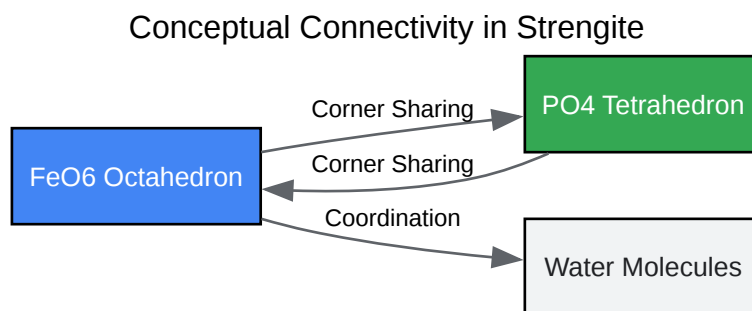 Conceptual Connectivity in Strengite
PO4 Tetrahedron
Corner Sharing
FeO6 Octahedron
Corner Sharing
Coordination
Water Molecules